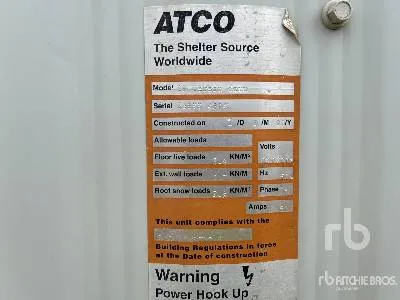 ATCO
The Shelter Source
Worldwide
Model
Serial
Constructed on /D /M /Y
Allowable loads
Volts
Floor live loads KN/M²
Ext. wall loads KN/M²
Hz
Roof snow loads KN/M²
Phase
Amps
This unit complies with the
Building Regulations in force
at the Date of construction
Warning
Power Hook Up
rb
rb RITCHIE BROS.